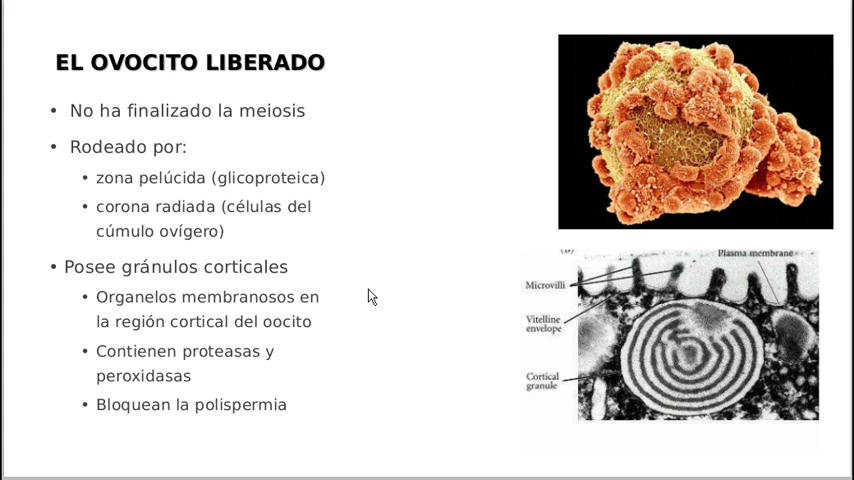 EL OVOCITO LIBERADO
• No ha finalizado la meiosis
• Rodeado por:
• zona pelúcida (glicoproteica)
• corona radiada (células del
cúmulo ovígero)
• Posee gránulos corticales
• Organelos membranosos en
la región cortical del oocito
• Contienen proteasas y
peroxidasas
• Bloquean la polispermia
Plasma membrane
Microvilli
Vitelline
envelope
Cortical
granule